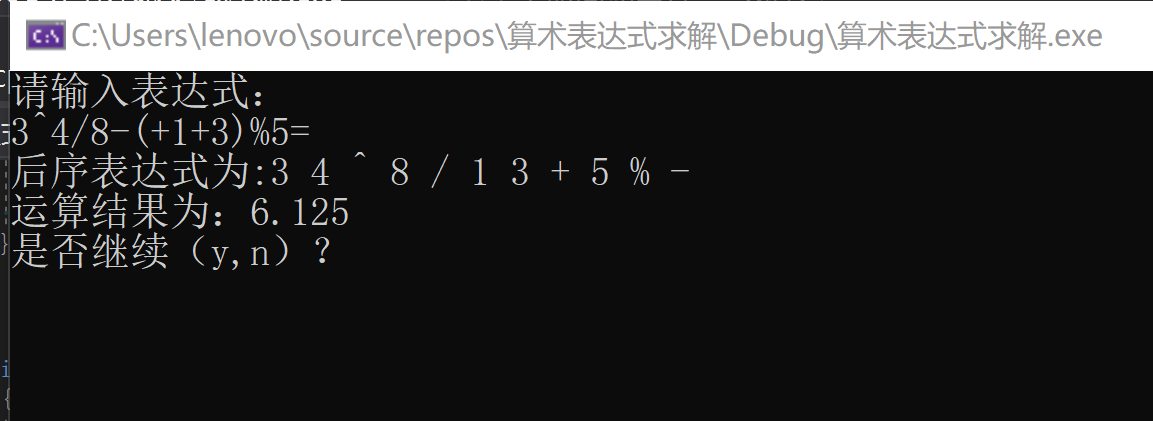 C:\Users\lenovo\source\repos\算术表达式求解\Debug\算术表达式求解.exe
请输入表达式：
3^4/8-(+1+3)%5=
后序表达式为:3 4 ^ 8 / 1 3 + 5 % -
运算结果为：6.125
是否继续（y,n）？